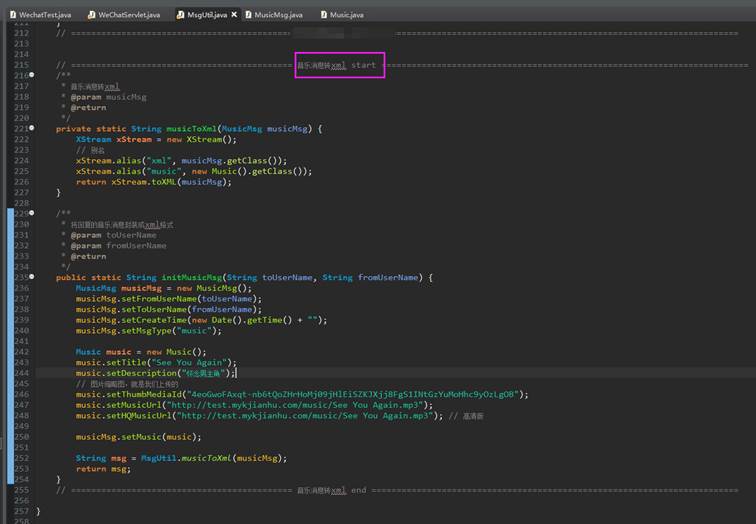 WechatTest.java WeChatServlet.java MsgUtil.java MusicMsg.java Music.java
211 }
212 // ============================================ ====================================================================
213
214
215 // ============================================ 音乐消息转xml start ==========================================================================
216 /**
217 * 音乐消息转xml
218 * @param musicMsg
219 * @return
220 */
221 private static String musicToXml(MusicMsg musicMsg) {
222 XStream xStream = new XStream();
223 // 别名
224 xStream.alias("xml", musicMsg.getClass());
225 xStream.alias("music", new Music().getClass());
226 return xStream.toXML(musicMsg);
227 }
228
229 /**
230 * 将回复的音乐消息封装成xml格式
231 * @param toUserName
232 * @param fromUserName
233 * @return
234 */
235 public static String initMusicMsg(String toUserName, String fromUserName) {
236 MusicMsg musicMsg = new MusicMsg();
237 musicMsg.setFromUserName(toUserName);
238 musicMsg.setToUserName(fromUserName);
239 musicMsg.setCreateTime(new Date().getTime() + "");
240 musicMsg.setMsgType("music");
241
242 Music music = new Music();
243 music.setTitle("See You Again");
244 music.setDescription("怀念男主角");
245 // 图片缩略图，就是我们上传的
246 music.setThumbMediaId("4eoGwoFAxqt-nb6tQoZHrHoMj09jHlEiSZKJXjj8FgS1INtGzYuMoHhc9yOzLgOB");
247 music.setMusicUrl("http://test.mykjianhu.com/music/See You Again.mp3");
248 music.setHQMusicUrl("http://test.mykjianhu.com/music/See You Again.mp3"); // 高清版
249
250 musicMsg.setMusic(music);
251
252 String msg = MsgUtil.musicToXml(musicMsg);
253 return msg;
254 }
255 // ============================================ 音乐消息转xml end ==========================================================================
256
257 }
258